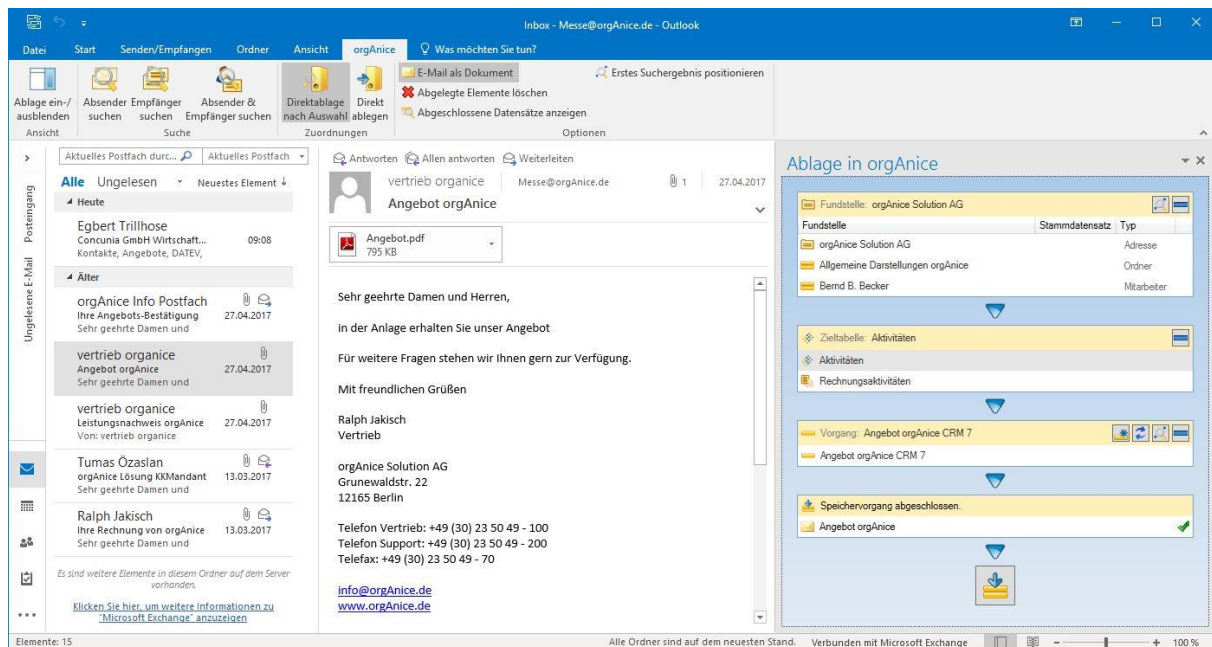 Inbox - Messe@orgAnice.de - Outlook
Datei Start Senden/Empfangen Ordner Ansicht orgAnice Was möchten Sie tun?
Ablage ein-/
ausblenden
Absender
suchen
Empfänger
suchen
Absender &
Empfänger suchen
Direktablage
nach Auswahl
Direkt
ablegen
E-Mail als Dokument
Abgelegte Elemente löschen
Abgeschlossene Datensätze anzeigen
Erstes Suchergebnis positionieren
Ansicht Suche Zuordnungen Optionen
Posteingang
Ungelesene E-Mail
Aktuelles Postfach durc... Aktuelles Postfach
Alle Ungelesen Neuestes Element
Heute
Egbert Trillhose
Concunia GmbH Wirtschaft... 09:08
Kontakte, Angebote, DATEV,
Älter
orgAnice Info Postfach
Ihre Angebots-Bestätigung 27.04.2017
Sehr geehrte Damen und
vertrieb organice
Angebot orgAnice 27.04.2017
Sehr geehrte Damen und
vertrieb organice
Leistungsnachweis orgAnice 27.04.2017
Von: vertrieb organice
Tumas Özaslan
orgAnice Lösung KKMandant 13.03.2017
Sehr geehrte Damen und
Ralph Jakisch
Ihre Rechnung von orgAnice 13.03.2017
Sehr geehrte Damen und
Es sind weitere Elemente in diesem Ordner auf dem Server
vorhanden.
Klicken Sie hier, um weitere Informationen zu
"Microsoft Exchange" anzuzeigen
Antworten Allen antworten Weiterleiten
vertrieb organice Messe@orgAnice.de 1 27.04.2017
Angebot orgAnice
Angebot.pdf
795 KB
Sehr geehrte Damen und Herren,
in der Anlage erhalten Sie unser Angebot
Für weitere Fragen stehen wir Ihnen gern zur Verfügung.
Mit freundlichen Grüßen
Ralph Jakisch
Vertrieb
orgAnice Solution AG
Grunewaldstr. 22
12165 Berlin
Telefon Vertrieb: +49 (30) 23 50 49 - 100
Telefon Support: +49 (30) 23 50 49 - 200
Telefax: +49 (30) 23 50 49 - 70
info@orgAnice.de
www.orgAnice.de
Ablage in orgAnice
Fundstelle: orgAnice Solution AG
Fundstelle Stammdatensatz Typ
orgAnice Solution AG Adresse
Allgemeine Darstellungen orgAnice Ordner
Bernd B. Becker Mitarbeiter
Zieltabelle: Aktivitäten
Aktivitäten
Rechnungsaktivitäten
Vorgang: Angebot orgAnice CRM 7
Angebot orgAnice CRM 7
Speichervorgang abgeschlossen.
Angebot orgAnice
Elemente: 15 Alle Ordner sind auf dem neuesten Stand. Verbunden mit Microsoft Exchange 100 %